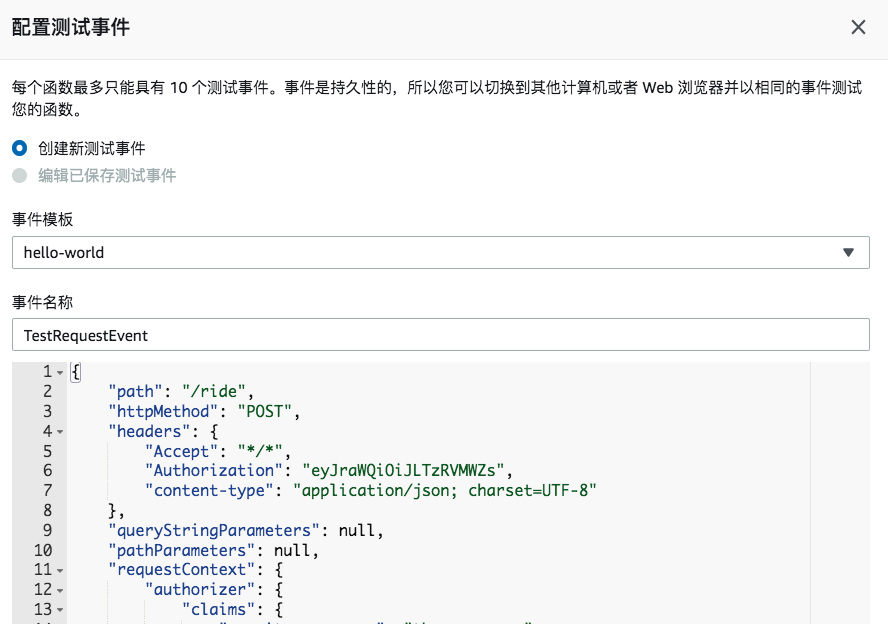 配置测试事件
每个函数最多只能具有 10 个测试事件。事件是持久性的，所以您可以切换到其他计算机或者 Web 浏览器并以相同的事件测试
您的函数。
创建新测试事件
编辑已保存测试事件
事件模板
hello-world
事件名称
TestRequestEvent
1 {
2 "path": "/ride",
3 "httpMethod": "POST",
4 "headers": {
5 "Accept": "*/*",
6 "Authorization": "eyJraWQiOiJLTzRVMWZs",
7 "content-type": "application/json; charset=UTF-8"
8 },
9 "queryStringParameters": null,
10 "pathParameters": null,
11 "requestContext": {
12 "authorizer": {
13 "claims": {